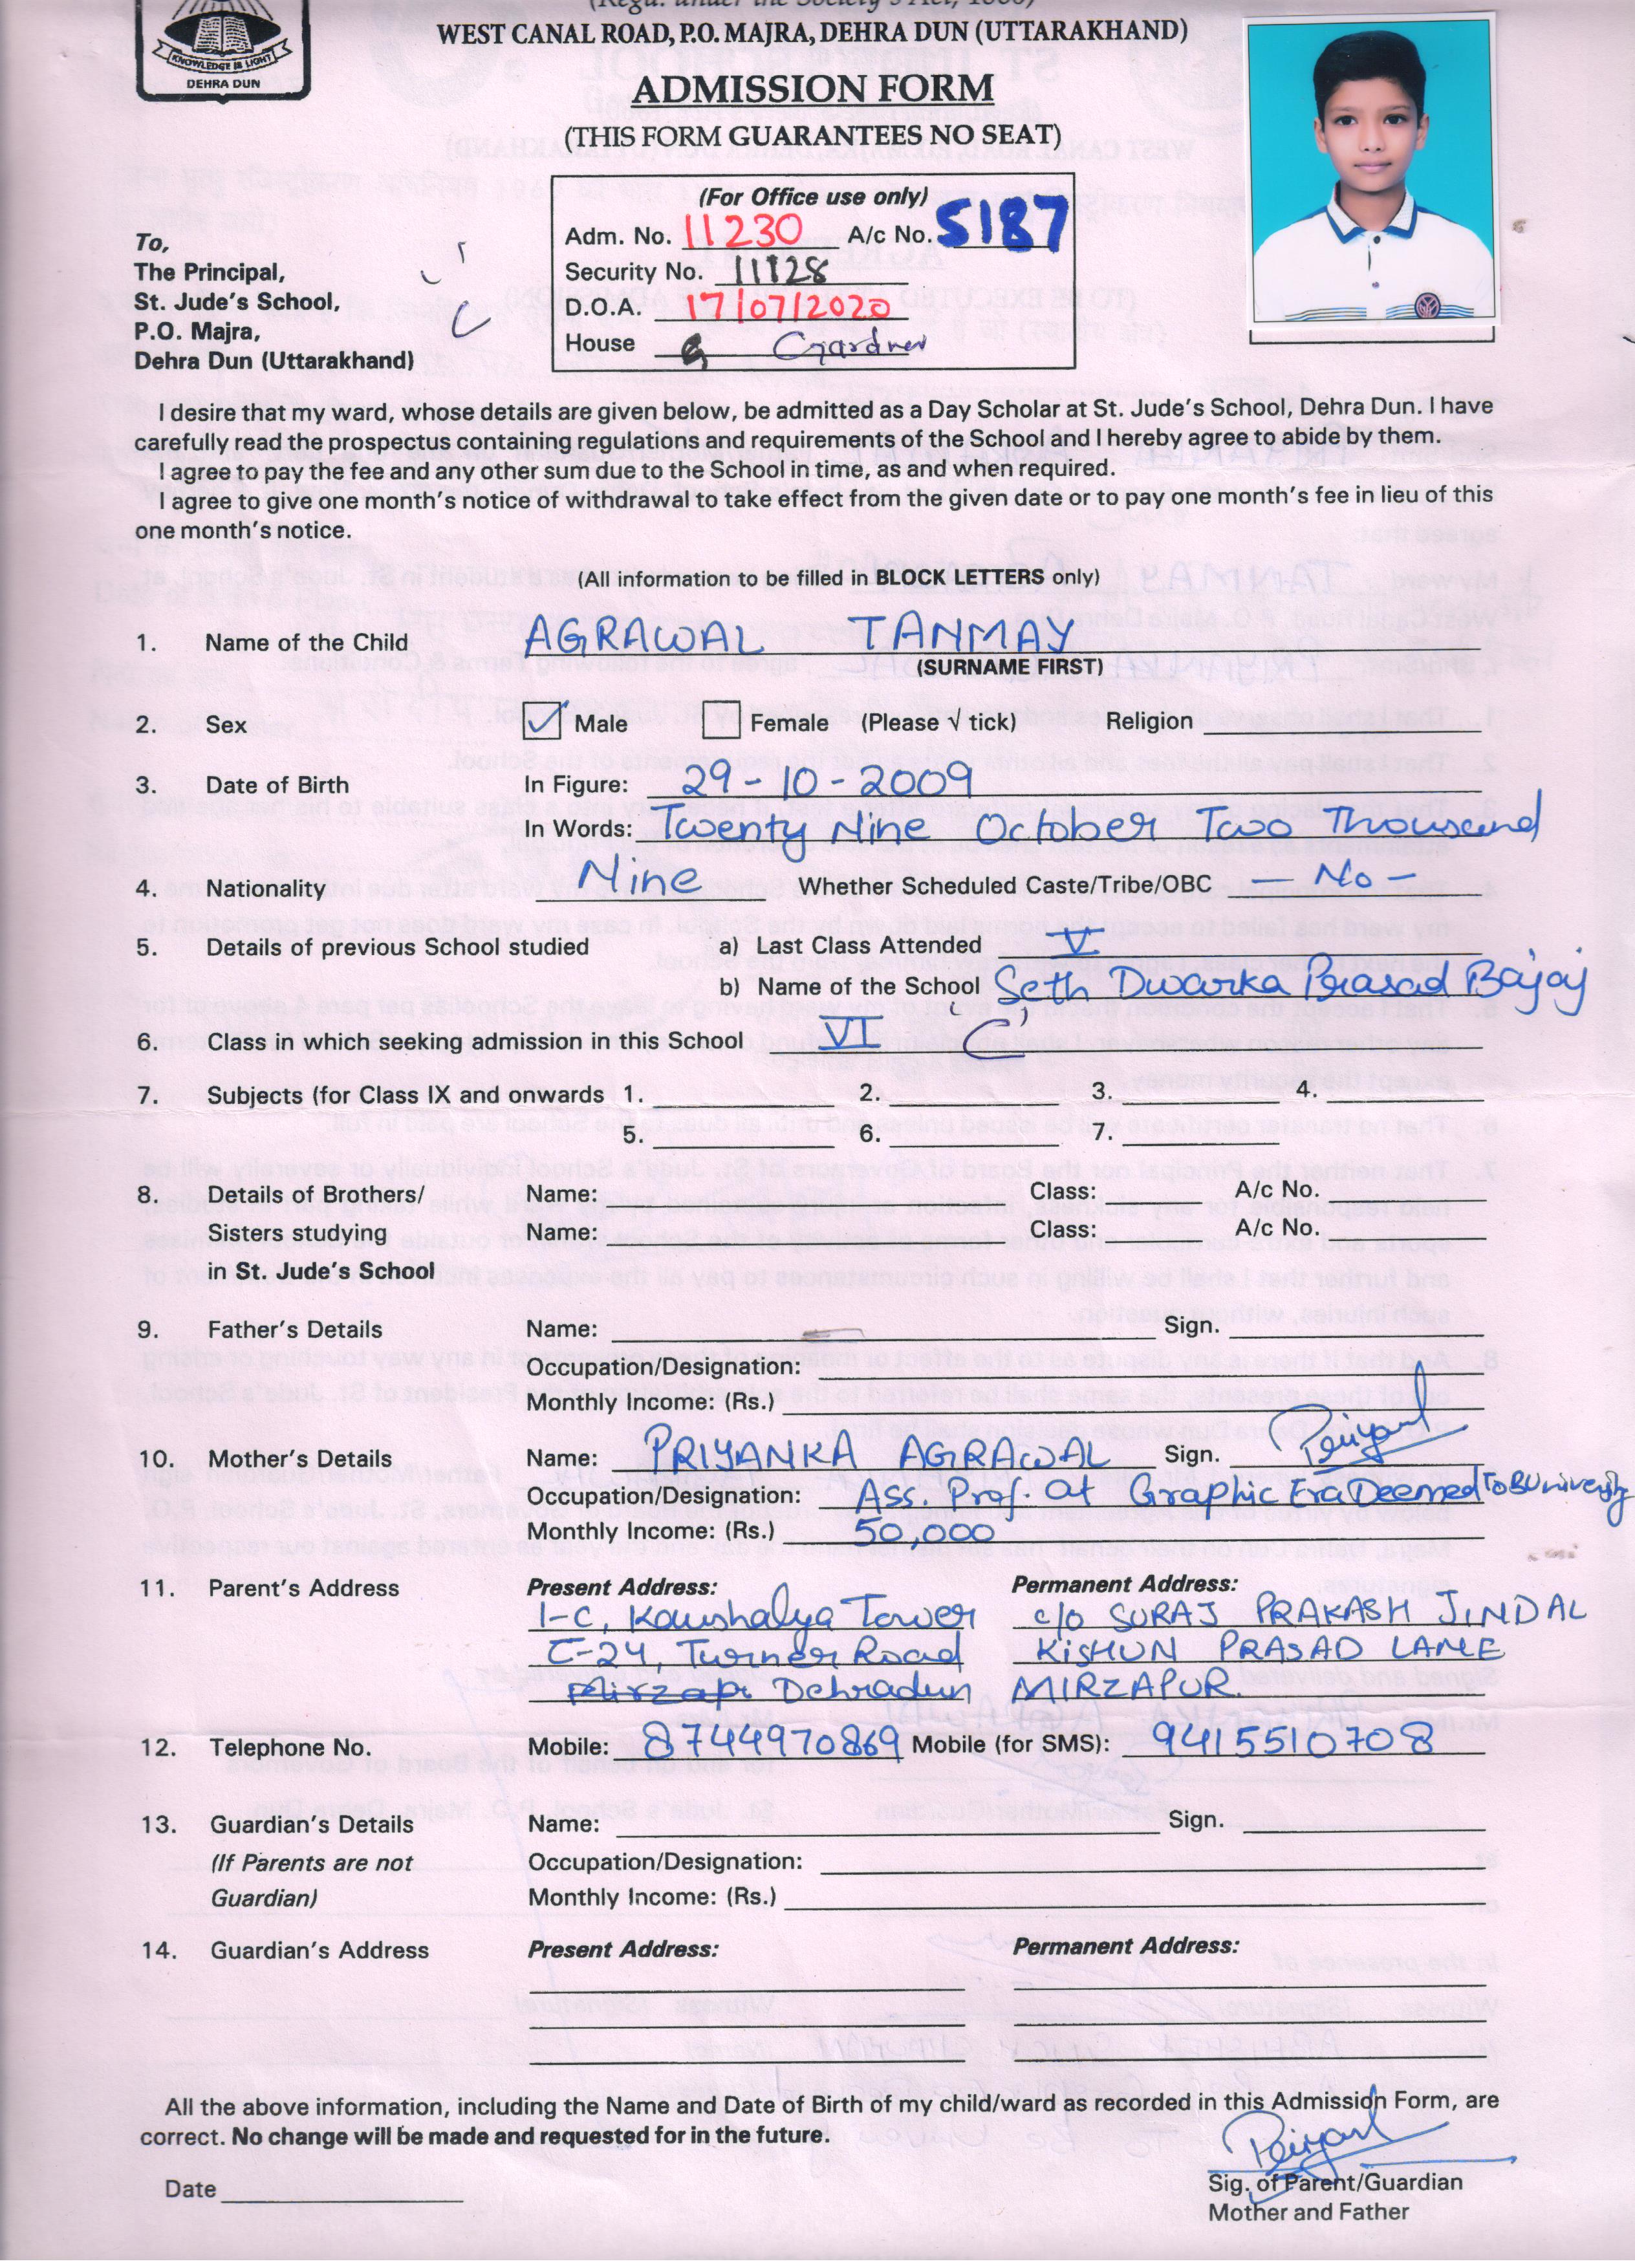 (Regd. under the Society's Act, 1860)
WEST CANAL ROAD, P.O. MAJRA, DEHRA DUN (UTTARAKHAND)
KNOWLEDGE IS LIGHT
DEHRA DUN
ADMISSION FORM
(THIS FORM GUARANTEES NO SEAT)
(For Office use only)
Adm. No. 11230 A/c No. 5187
Security No. 11128
D.O.A. 17/07/2020
House G Gardner
To,
The Principal,
St. Jude's School,
P.O. Majra,
Dehra Dun (Uttarakhand)
I desire that my ward, whose details are given below, be admitted as a Day Scholar at St. Jude's School, Dehra Dun. I have
carefully read the prospectus containing regulations and requirements of the School and I hereby agree to abide by them.
I agree to pay the fee and any other sum due to the School in time, as and when required.
I agree to give one month's notice of withdrawal to take effect from the given date or to pay one month's fee in lieu of this
one month's notice.
(All information to be filled in BLOCK LETTERS only)
1. Name of the Child AGRAWAL TANMAY
(SURNAME FIRST)
2. Sex Male Female (Please √ tick) Religion
3. Date of Birth In Figure: 29-10-2009
In Words: Twenty Nine October Two Thousand
Nine
4. Nationality Whether Scheduled Caste/Tribe/OBC - No -
5. Details of previous School studied a) Last Class Attended V
b) Name of the School Seth Dwarka Prasad Bajaj
6. Class in which seeking admission in this School VI C'
7. Subjects (for Class IX and onwards 1. 2. 3. 4.
5. 6. 7.
8. Details of Brothers/ Name: Class: A/c No.
Sisters studying Name: Class: A/c No.
in St. Jude's School
9. Father's Details Name: Sign.
Occupation/Designation:
Monthly Income: (Rs.)
10. Mother's Details Name: PRIYANKA AGRAWAL Sign.
Occupation/Designation: Ass. Prof. at Graphic Era Deemed To B University
Monthly Income: (Rs.) 50,000
11. Parent's Address Present Address: Permanent Address:
1-C, Kaushalya Tower c/o SURAJ PRAKASH JINDAL
C-24, Turner Road KISHUN PRASAD LANE
Mirzap Dehradun MIRZAPUR.
12. Telephone No. Mobile: 8744970869 Mobile (for SMS): 9415510708
13. Guardian's Details Name: Sign.
(If Parents are not Occupation/Designation:
Guardian) Monthly Income: (Rs.)
14. Guardian's Address Present Address: Permanent Address:
All the above information, including the Name and Date of Birth of my child/ward as recorded in this Admission Form, are
correct. No change will be made and requested for in the future.
Date
Sig. of Parent/Guardian
Mother and Father